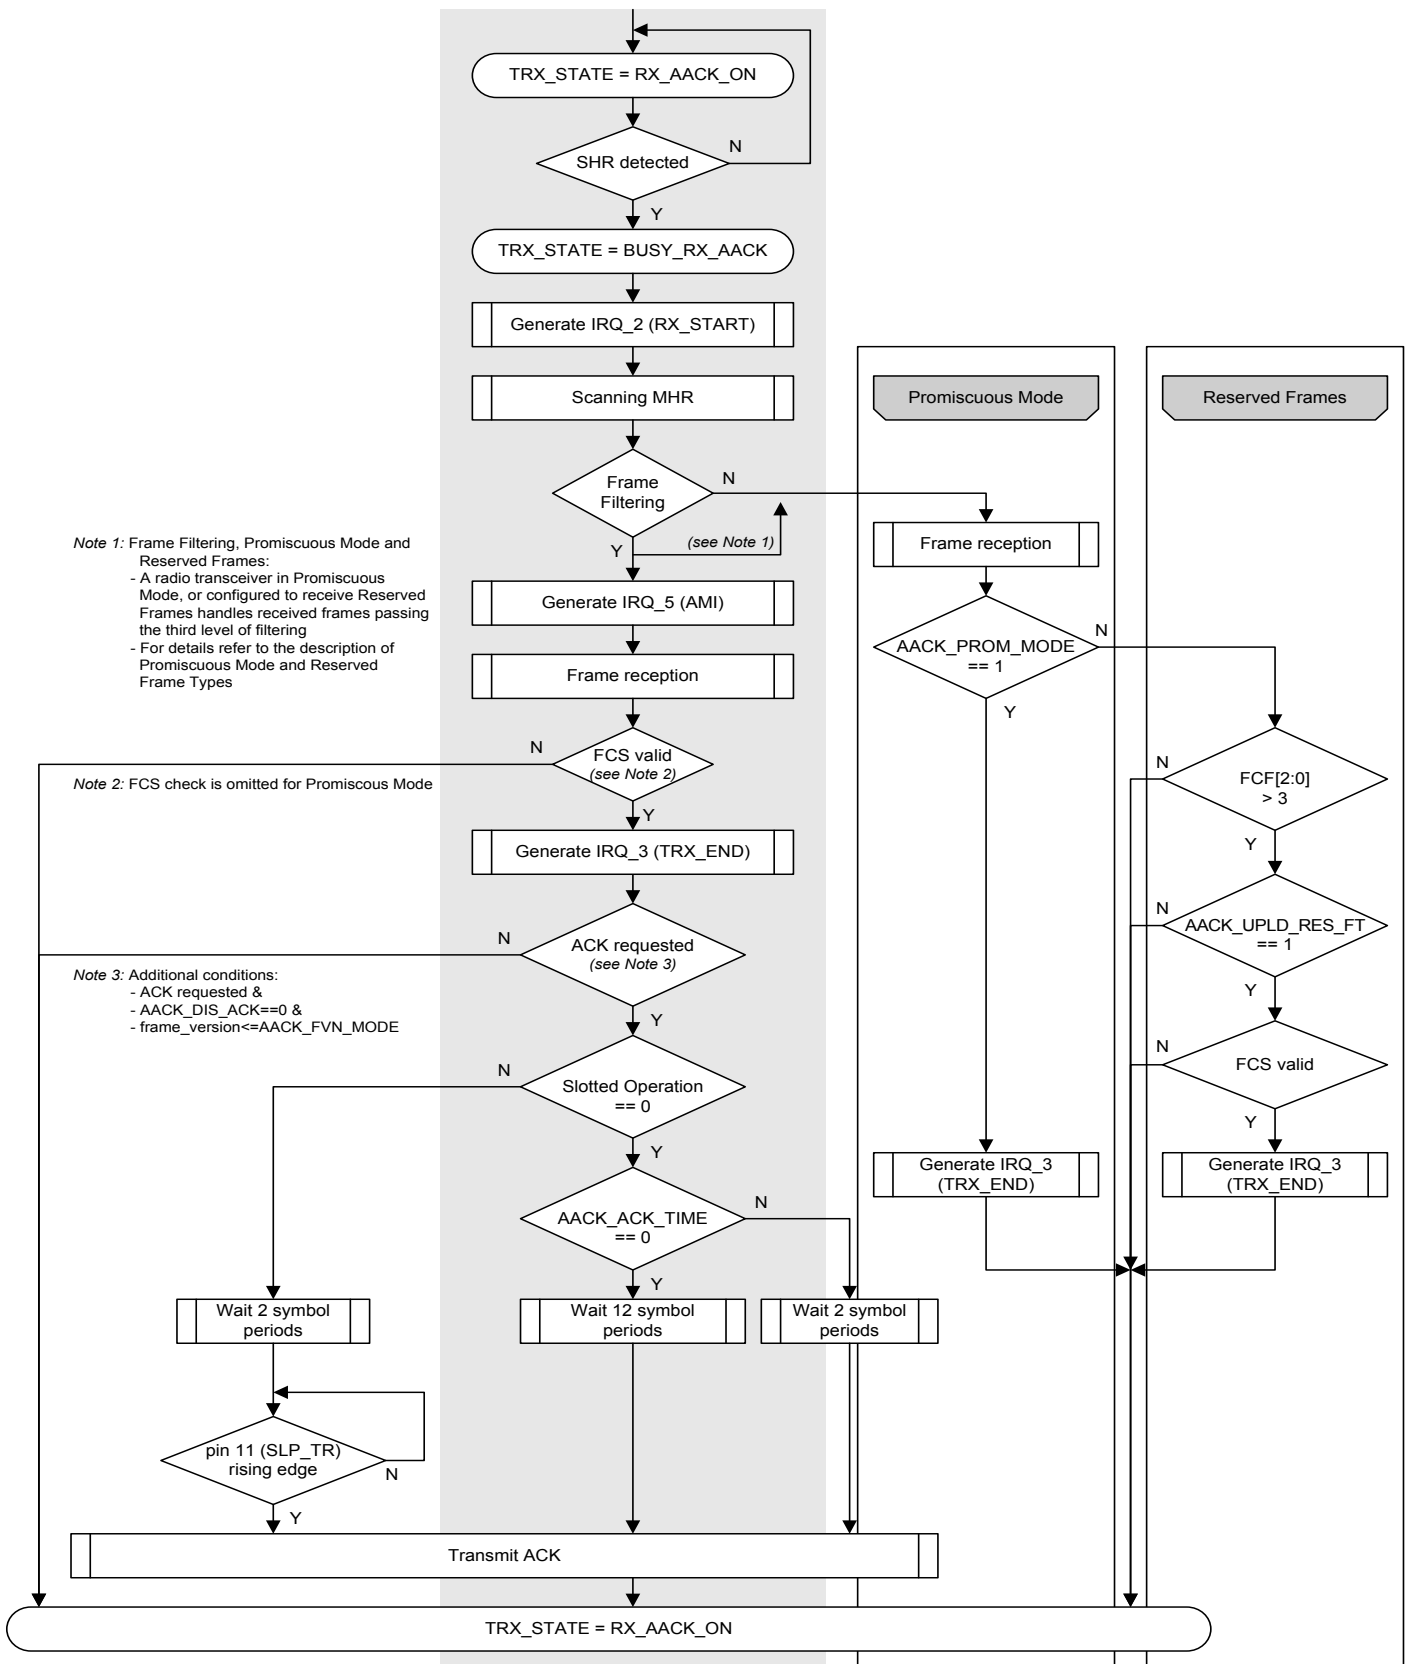 TRX_STATE = RX_AACK_ON
SHR detected
N
Y
TRX_STATE = BUSY_RX_AACK
Generate IRQ_2 (RX_START)
Scanning MHR
Promiscuous Mode
Reserved Frames
Frame
Filtering
N
Y
(see Note 1)
Note 1: Frame Filtering, Promiscuous Mode and
Reserved Frames:
- A radio transceiver in Promiscuous
Mode, or configured to receive Reserved
Frames handles received frames passing
the third level of filtering
- For details refer to the description of
Promiscuous Mode and Reserved
Frame Types
Generate IRQ_5 (AMI)
Frame reception
Frame reception
AACK_PROM_MODE
== 1
N
Y
FCS valid
(see Note 2)
N
Y
Note 2: FCS check is omitted for Promiscous Mode
FCF[2:0]
> 3
N
Y
Generate IRQ_3 (TRX_END)
ACK requested
(see Note 3)
N
Y
Note 3: Additional conditions:
- ACK requested &
- AACK_DIS_ACK==0 &
- frame_version<=AACK_FVN_MODE
AACK_UPLD_RES_FT
== 1
N
Y
Slotted Operation
== 0
N
Y
FCS valid
N
Y
AACK_ACK_TIME
== 0
N
Y
Generate IRQ_3
(TRX_END)
Generate IRQ_3
(TRX_END)
Wait 2 symbol
periods
Wait 12 symbol
periods
Wait 2 symbol
periods
pin 11 (SLP_TR)
rising edge
N
Y
Transmit ACK
TRX_STATE = RX_AACK_ON